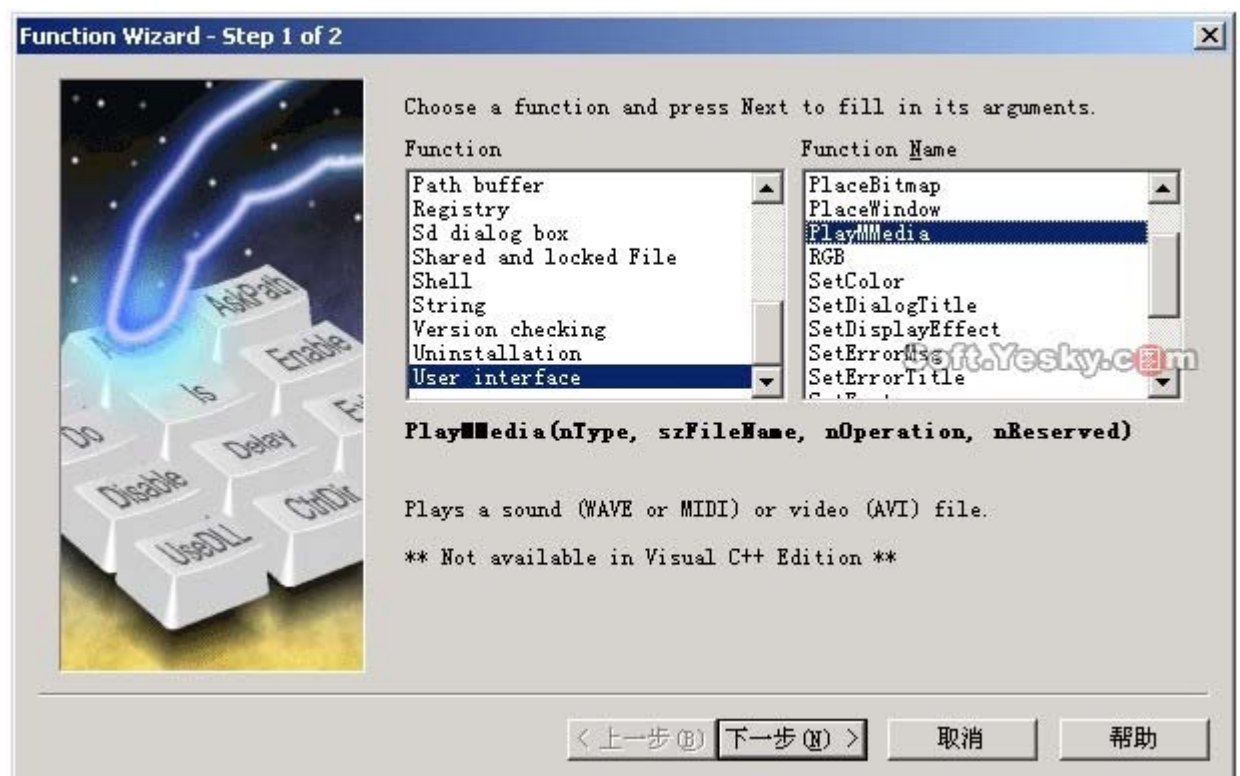 Function Wizard - Step 1 of 2
Choose a function and press Next to fill in its arguments.
Function
Function Name
Path buffer
Registry
Sd dialog box
Shared and locked File
Shell
String
Version checking
Uninstallation
User interface
PlaceBitmap
PlaceWindow
PlayMMedia
RGB
SetColor
SetDialogTitle
SetDisplayEffect
SetErrorMsg
SetErrorTitle
Soft.Yesky.c图m
PlayMMedia(nType, szFileName, nOperation, nReserved)
Plays a sound (WAVE or MIDI) or video (AVI) file.
** Not available in Visual C++ Edition **
AskPath
Enable
Is
Do
Delay
Disable
CtrlDir
UseDLL
< 上一步(B)
下一步(N) >
取消
帮助